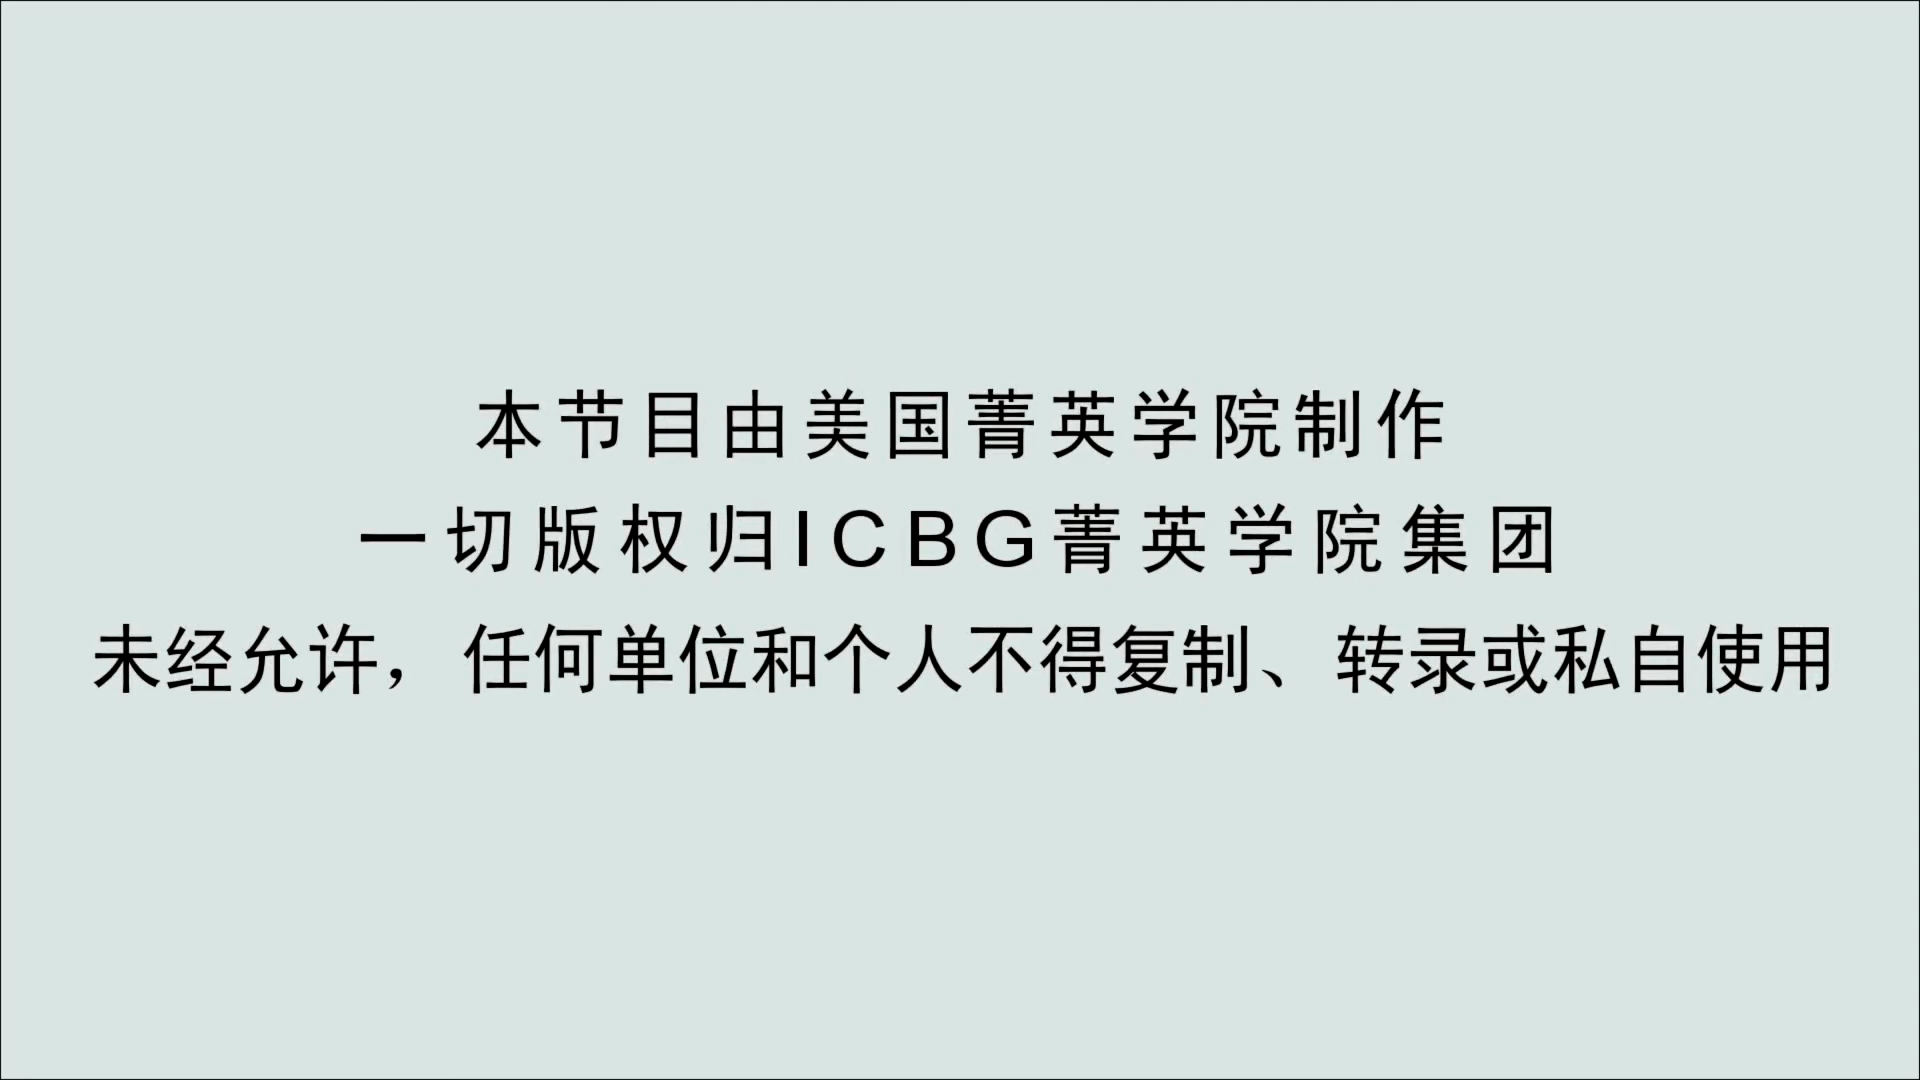 本节目由美国菁英学院制作
一切版权归ICBG菁英学院集团
未经允许，任何单位和个人不得复制、转录或私自使用